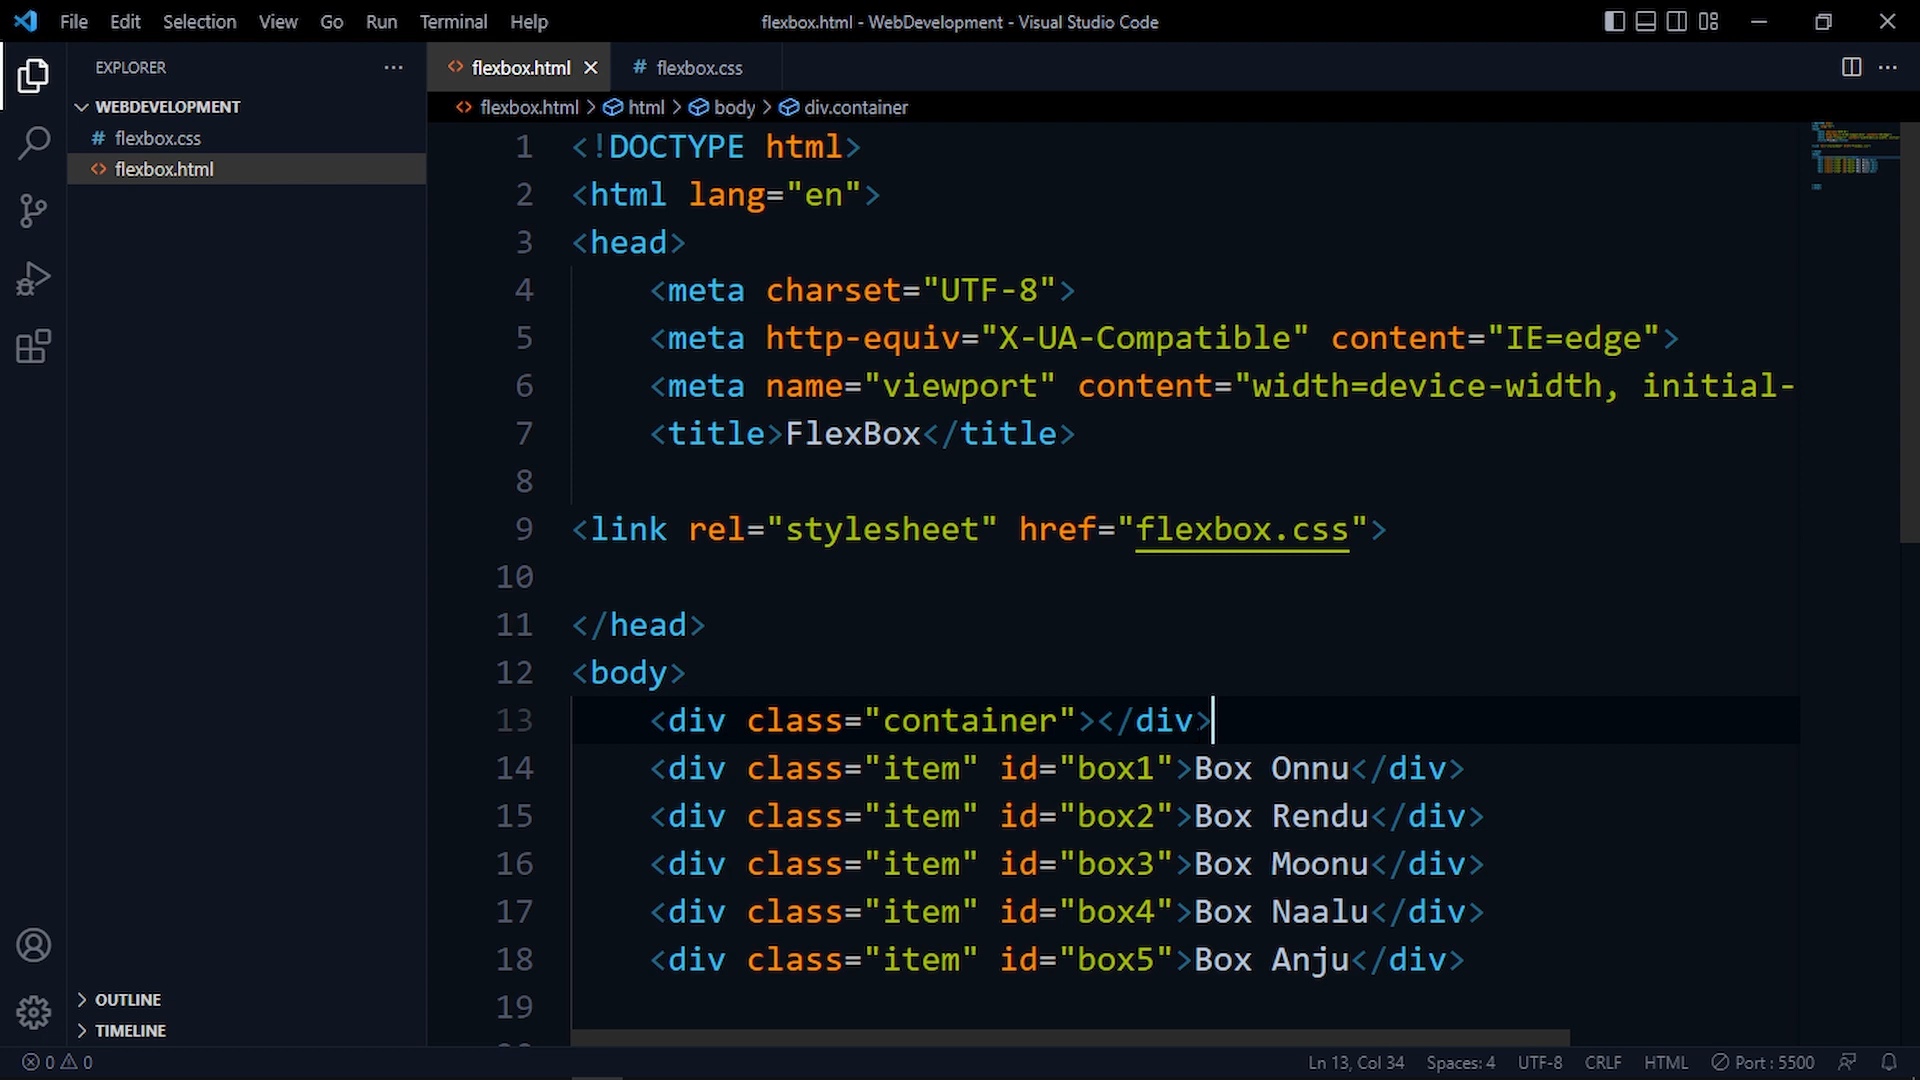 File Edit Selection View Go Run Terminal Help
flexbox.html - WebDevelopment - Visual Studio Code
EXPLORER
WEBDEVELOPMENT
# flexbox.css
<> flexbox.html
OUTLINE
TIMELINE
<> flexbox.html
# flexbox.css
<> flexbox.html > html > body > div.container
1 <!DOCTYPE html>
2 <html lang="en">
3 <head>
4 <meta charset="UTF-8">
5 <meta http-equiv="X-UA-Compatible" content="IE=edge">
6 <meta name="viewport" content="width=device-width, initial-
7 <title>FlexBox</title>
8
9 <link rel="stylesheet" href="flexbox.css">
10
11 </head>
12 <body>
13 <div class="container"></div>
14 <div class="item" id="box1">Box Onnu</div>
15 <div class="item" id="box2">Box Rendu</div>
16 <div class="item" id="box3">Box Moonu</div>
17 <div class="item" id="box4">Box Naalu</div>
18 <div class="item" id="box5">Box Anju</div>
19
0 0
Ln 13, Col 34 Spaces: 4 UTF-8 CRLF HTML Port : 5500